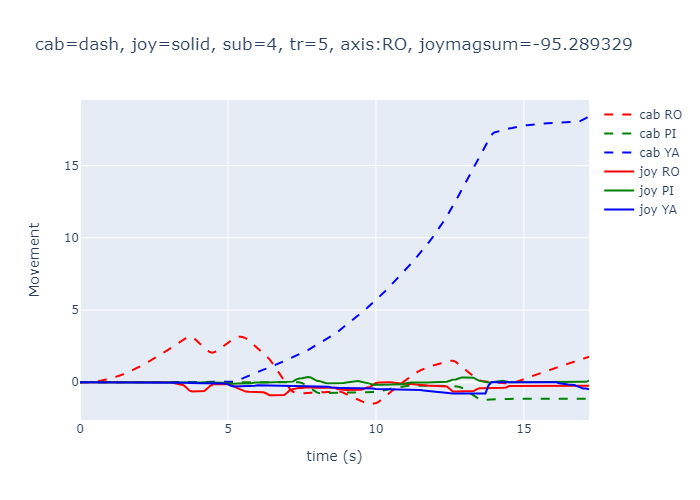 cab=dash, joy=solid, sub=4, tr=5, axis:RO, joymagsum=-95.289329
cab RO
cab PI
cab YA
joy RO
joy PI
joy YA
Movement
15
10
5
0
0
5
10
15
time (s)